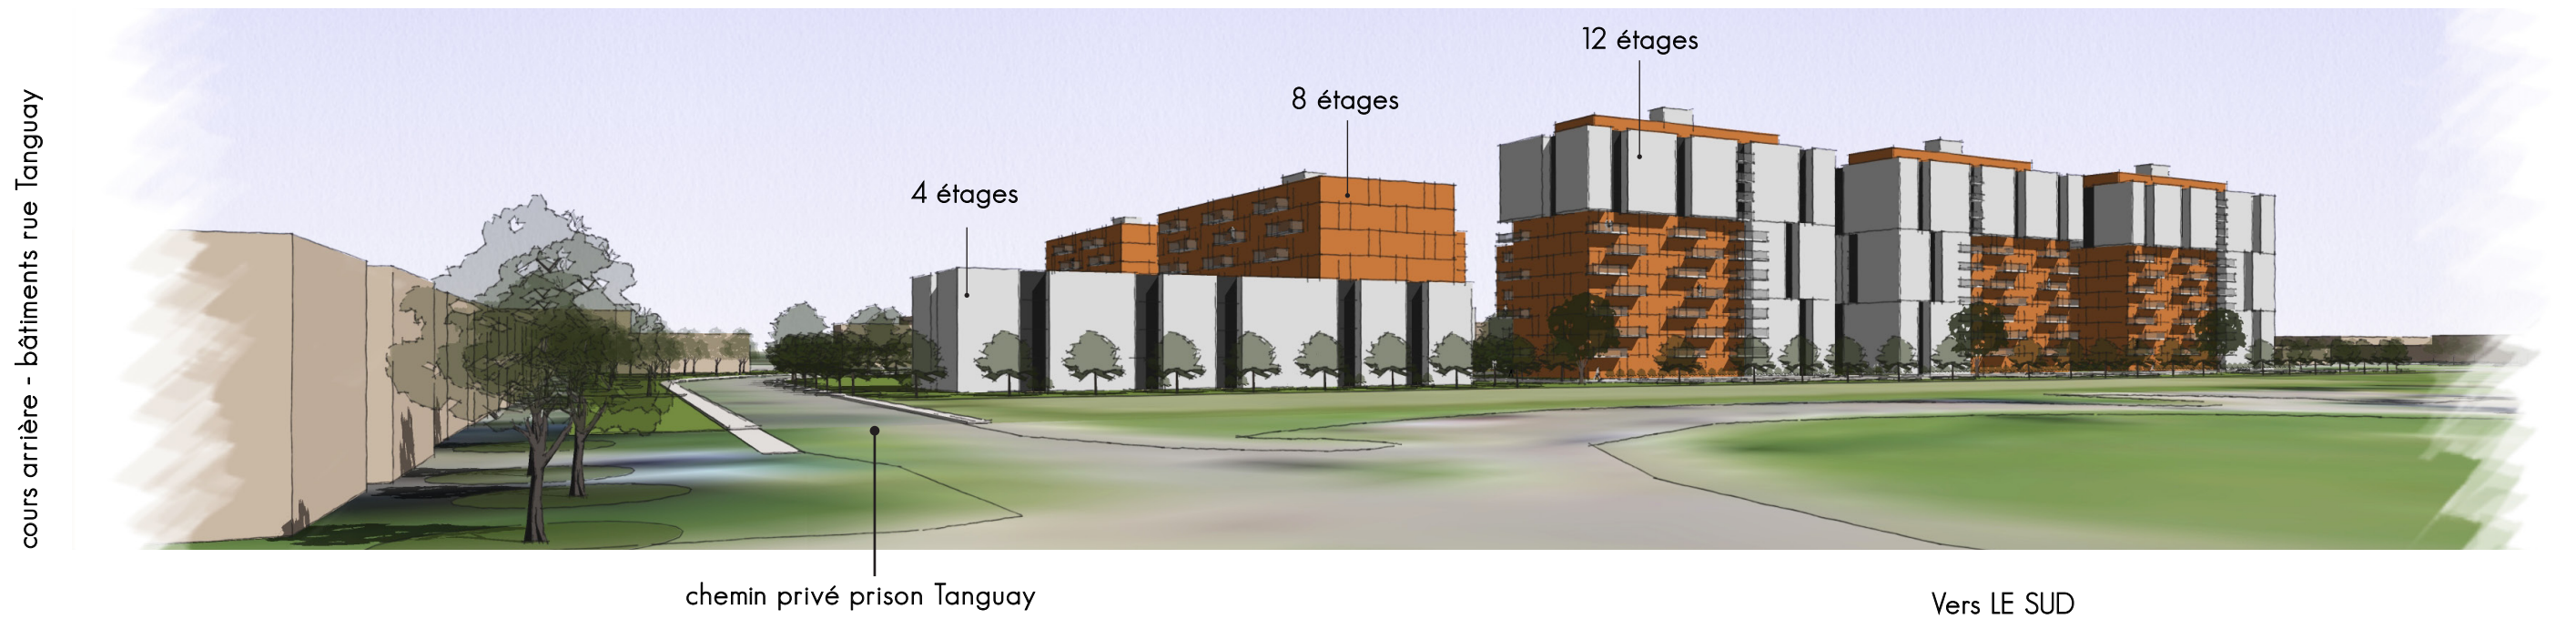 12 étages
8 étages
4 étages
cours arrière - bâtiments rue Tanguay
chemin privé prison Tanguay
Vers LE SUD